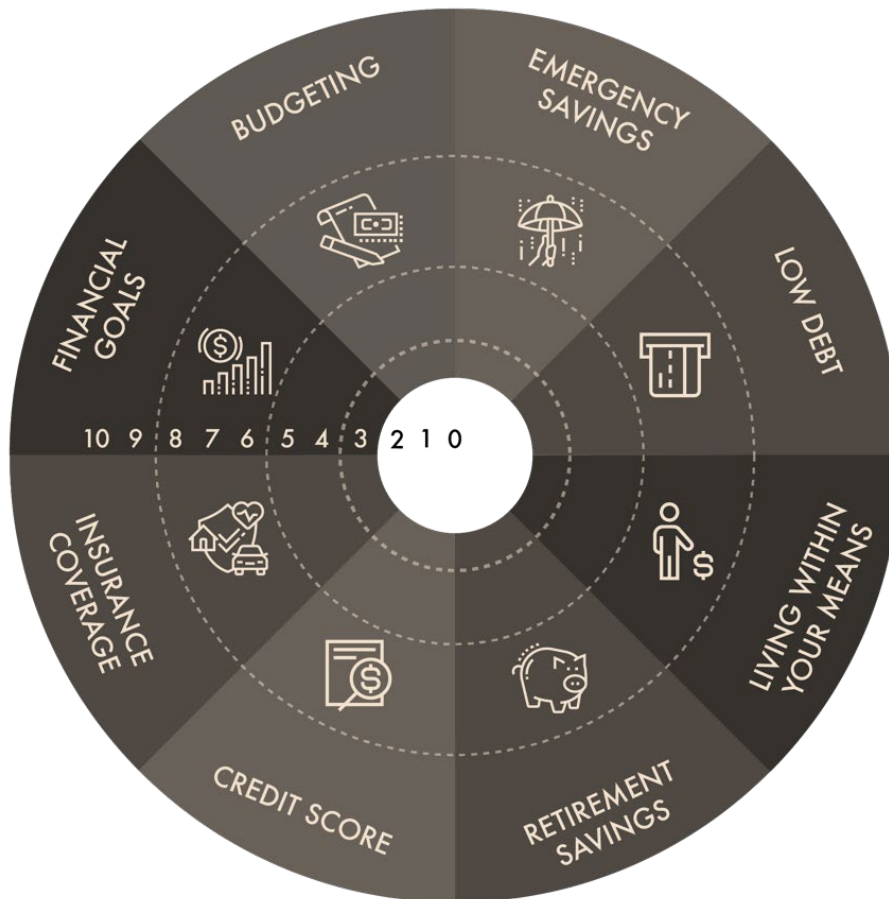 BUDGETING
EMERGENCY
SAVINGS
LOW DEBT
LIVING WITHIN
YOUR MEANS
RETIREMENT
SAVINGS
CREDIT SCORE
INSURANCE
COVERAGE
FINANCIAL
GOALS
10 9 8 7 6 5 4 3 2 1 0
$
$
$